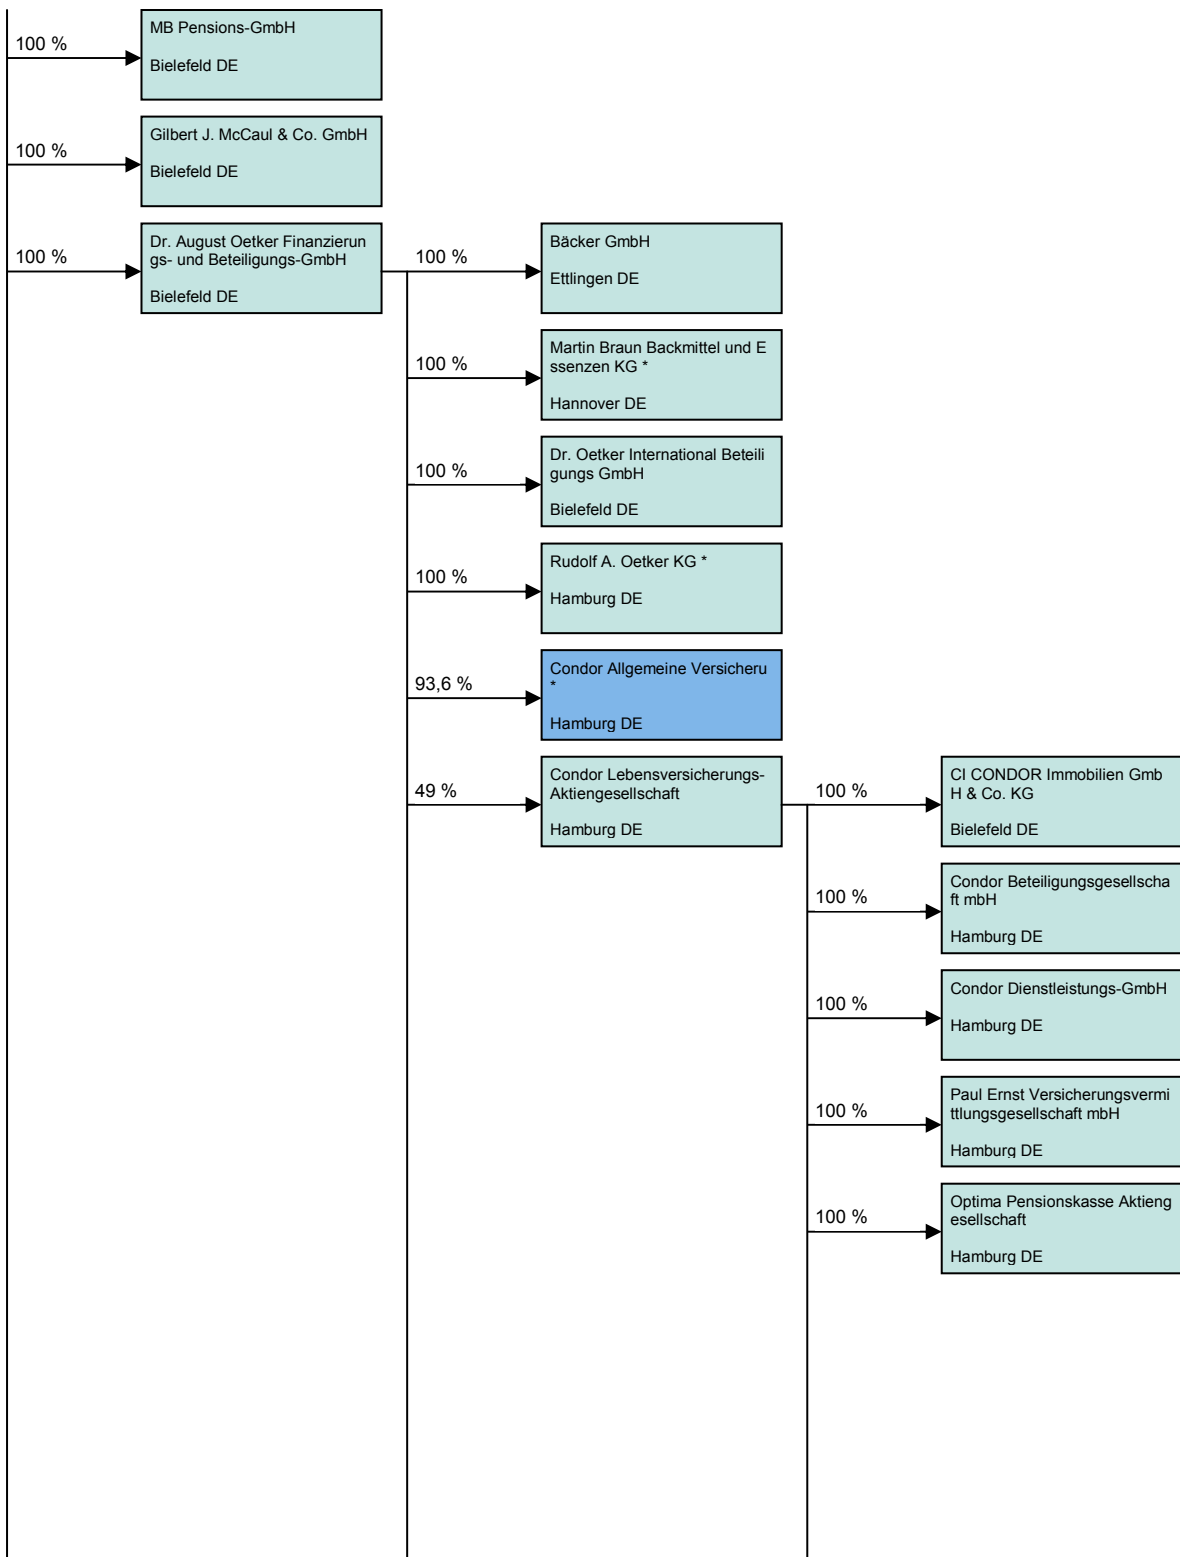 100 %
MB Pensions-GmbH
Bielefeld DE
100 %
Gilbert J. McCaul & Co. GmbH
Bielefeld DE
100 %
Dr. August Oetker Finanzierun
gs- und Beteiligungs-GmbH
Bielefeld DE
100 %
Bäcker GmbH
Ettlingen DE
100 %
Martin Braun Backmittel und E
ssenzen KG *
Hannover DE
100 %
Dr. Oetker International Beteili
gungs GmbH
Bielefeld DE
100 %
Rudolf A. Oetker KG *
Hamburg DE
93,6 %
Condor Allgemeine Versicheru
*
Hamburg DE
49 %
Condor Lebensversicherungs-
Aktiengesellschaft
Hamburg DE
100 %
CI CONDOR Immobilien Gmb
H & Co. KG
Bielefeld DE
100 %
Condor Beteiligungsgesellscha
ft mbH
Hamburg DE
100 %
Condor Dienstleistungs-GmbH
Hamburg DE
100 %
Paul Ernst Versicherungsvermi
ttlungsgesellschaft mbH
Hamburg DE
100 %
Optima Pensionskasse Aktieng
esellschaft
Hamburg DE